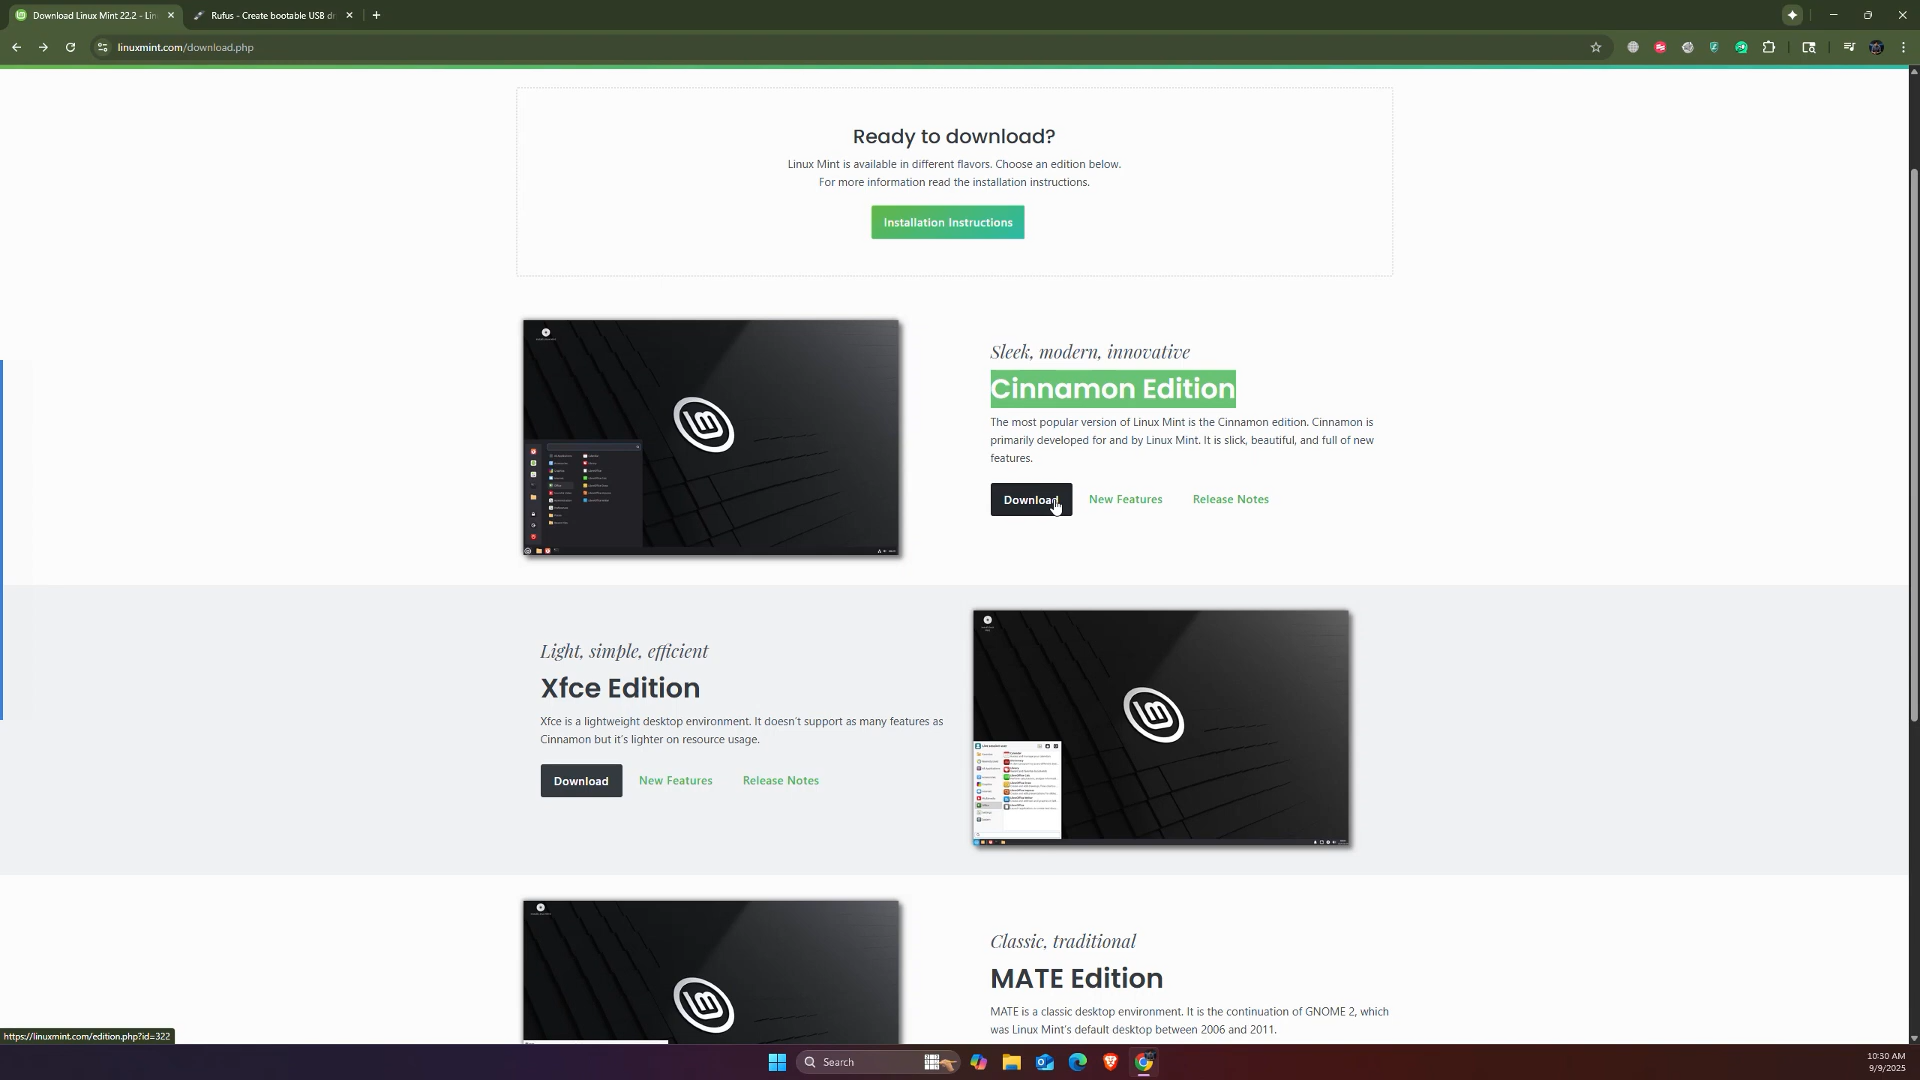 Download Linux Mint 22.2 - Lin
Rufus - Create bootable USB dr
linuxmint.com/download.php
Ready to download?
Linux Mint is available in different flavors. Choose an edition below.
For more information read the installation instructions.
Installation Instructions
Sleek, modern, innovative
Cinnamon Edition
The most popular version of Linux Mint is the Cinnamon edition. Cinnamon is
primarily developed for and by Linux Mint. It is slick, beautiful, and full of new
features.
Download New Features Release Notes
Light, simple, efficient
Xfce Edition
Xfce is a lightweight desktop environment. It doesn't support as many features as
Cinnamon but it's lighter on resource usage.
Download New Features Release Notes
Classic, traditional
MATE Edition
MATE is a classic desktop environment. It is the continuation of GNOME 2, which
was Linux Mint's default desktop between 2006 and 2011.
https://linuxmint.com/edition.php?id=322
Search
10:30 AM
9/9/2025